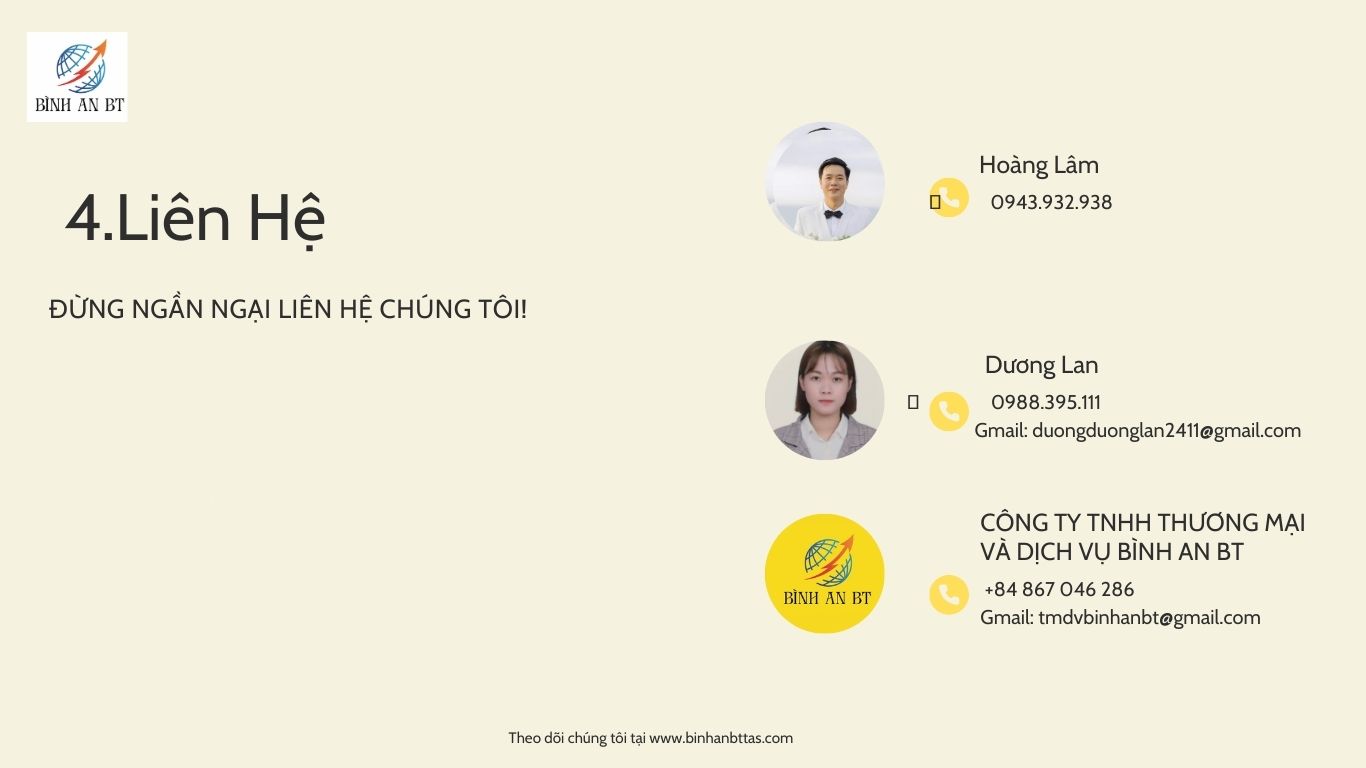 BÌNH AN BT
4.Liên Hệ
ĐỪNG NGẦN NGẠI LIÊN HỆ CHÚNG TÔI!
Hoàng Lâm
0943.932.938
Dương Lan
0988.395.111
Gmail: duongduonglan2411@gmail.com
BÌNH AN BT
CÔNG TY TNHH THƯƠNG MẠI
VÀ DỊCH VỤ BÌNH AN BT
+84 867 046 286
Gmail: tmdvbinhanbt@gmail.com
Theo dõi chúng tôi tại www.binhanbttas.com